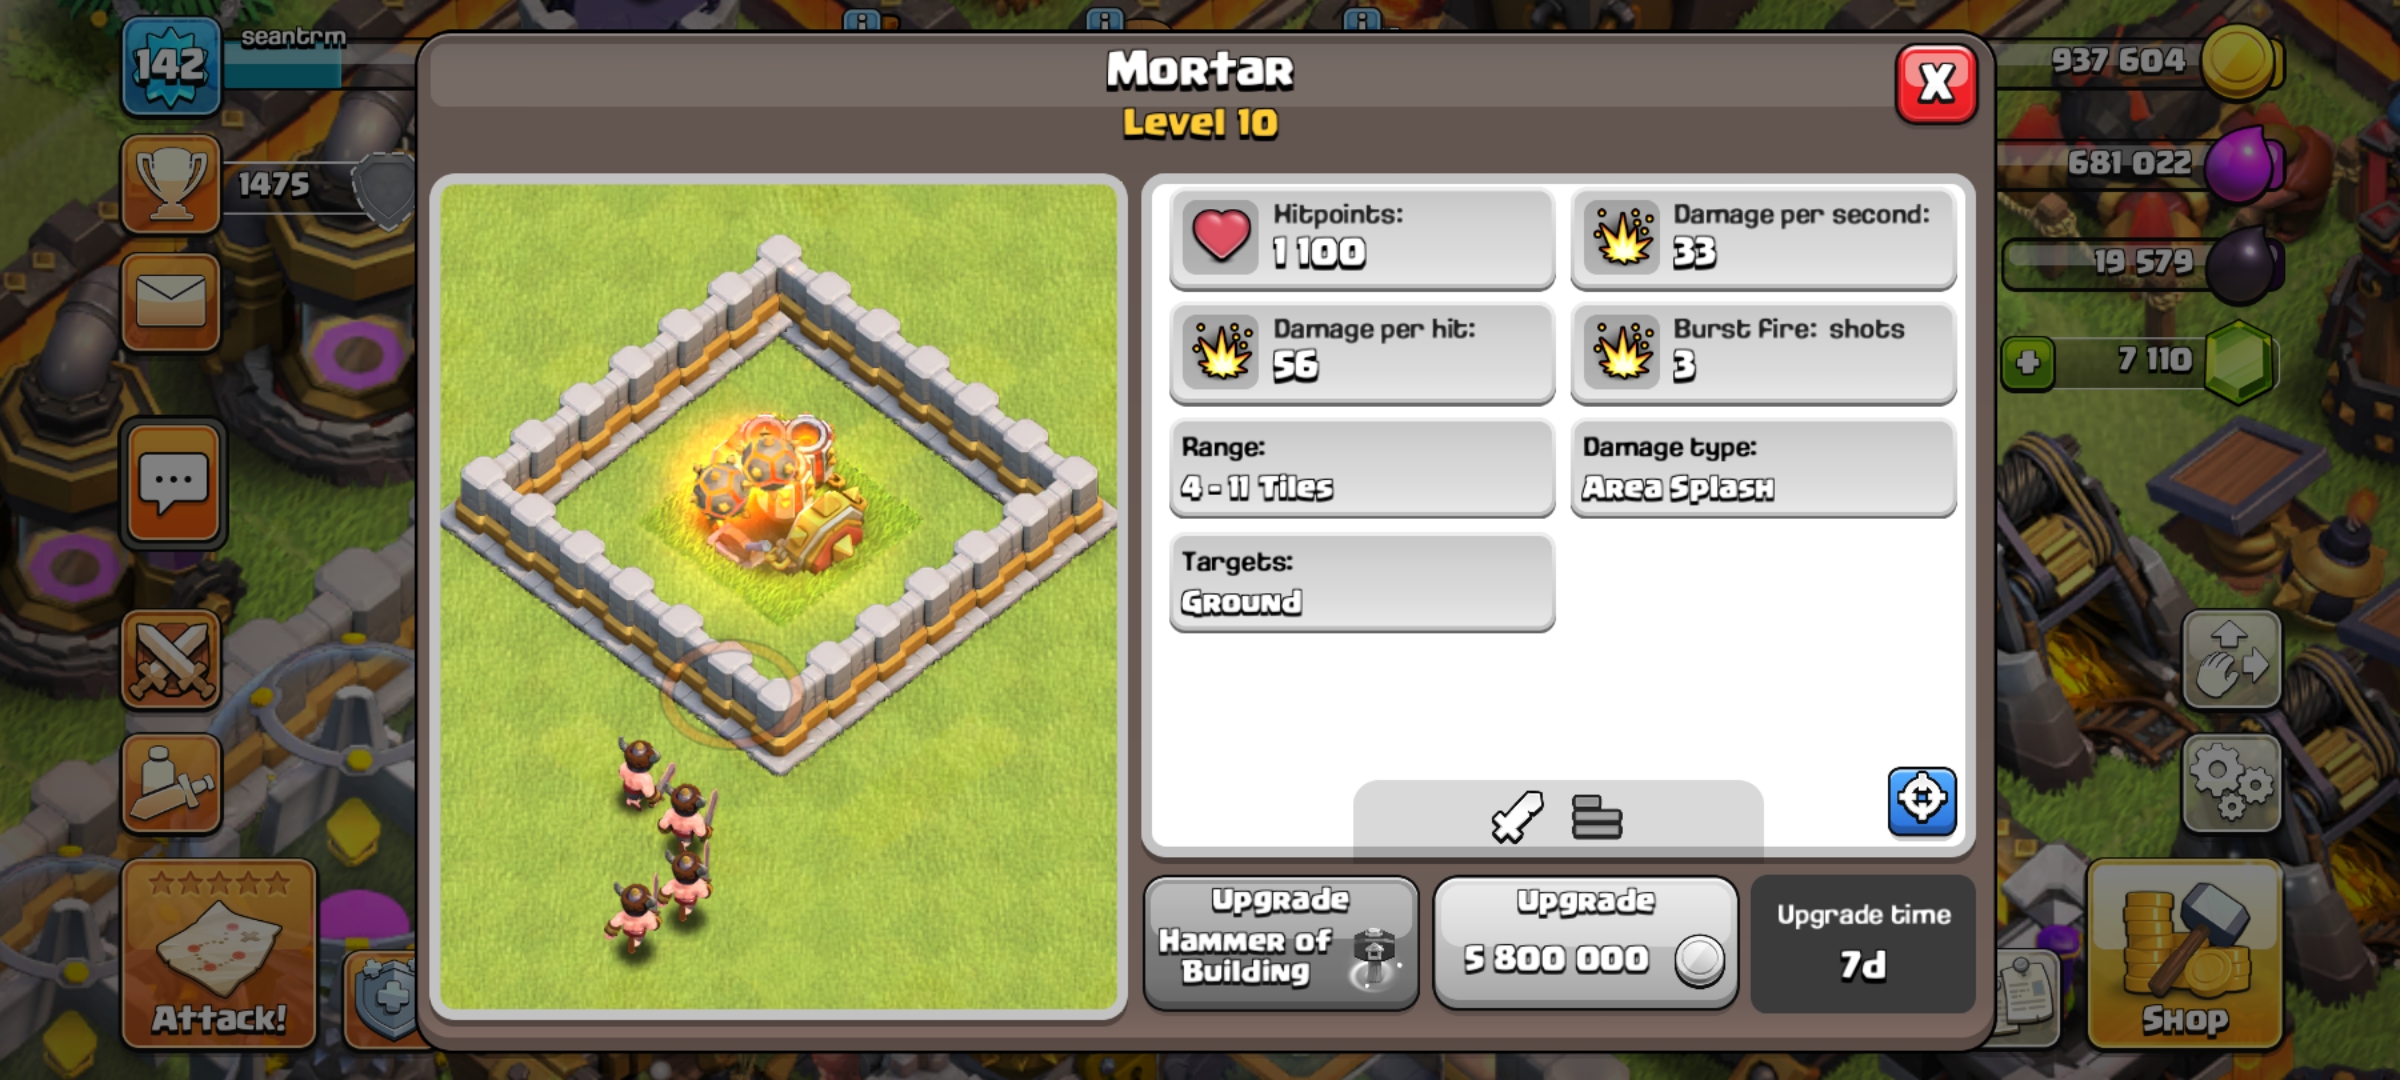 142
seantrm
1475
Mortar
Level 10
X
937 604
681 022
19 579
7 110
Hitpoints:
1 100
Damage per second:
33
Damage per hit:
56
Burst fire: shots
3
Range:
4 - 11 Tiles
Damage type:
Area Splash
Targets:
Ground
Upgrade
Hammer of
Building
Upgrade
5 800 000
Upgrade time
7d
Attack!
Shop